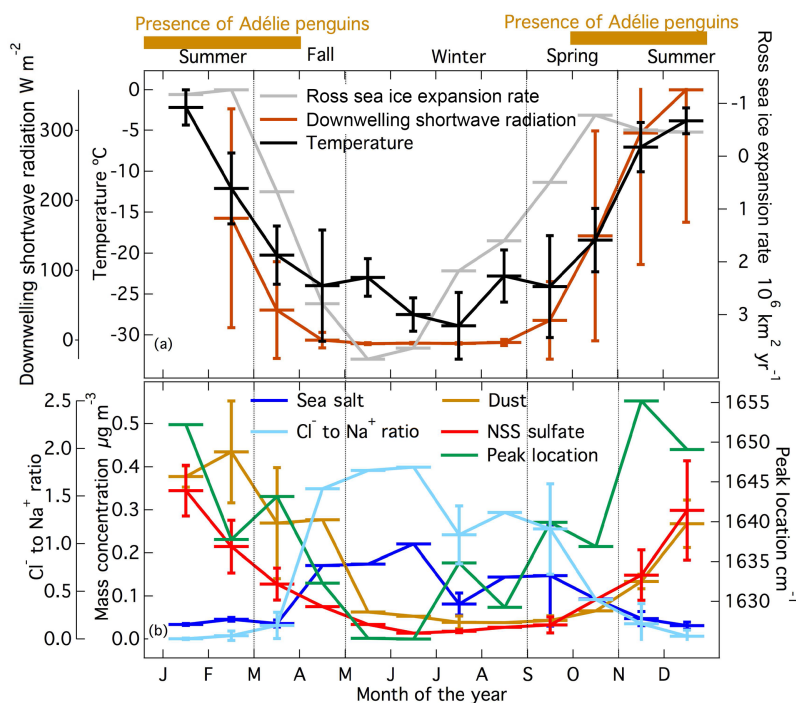 Presence of Adélie penguins
Presence of Adélie penguins
Summer Fall Winter Spring Summer
Downwelling shortwave radiation W m-2
300
200
100
0
Temperature °C
0
-5
-10
-15
-20
-25
-30
Ross sea ice expansion rate
Downwelling shortwave radiation
Temperature
(a)
-1
0
1
2
3
Ross sea ice expansion rate 10⁶ km² yr⁻¹
J F M A M J J A S O N D
Cl⁻ to Na⁺ ratio
2.5
2.0
1.5
1.0
0.5
0.0
Mass concentration µg m⁻³
0.5
0.4
0.3
0.2
0.1
0.0
Sea salt
Cl⁻ to Na⁺ ratio
Dust
NSS sulfate
Peak location
(b)
1655
1650
1645
1640
1635
1630
Peak location cm⁻¹
J F M A M J J A S O N D
Month of the year